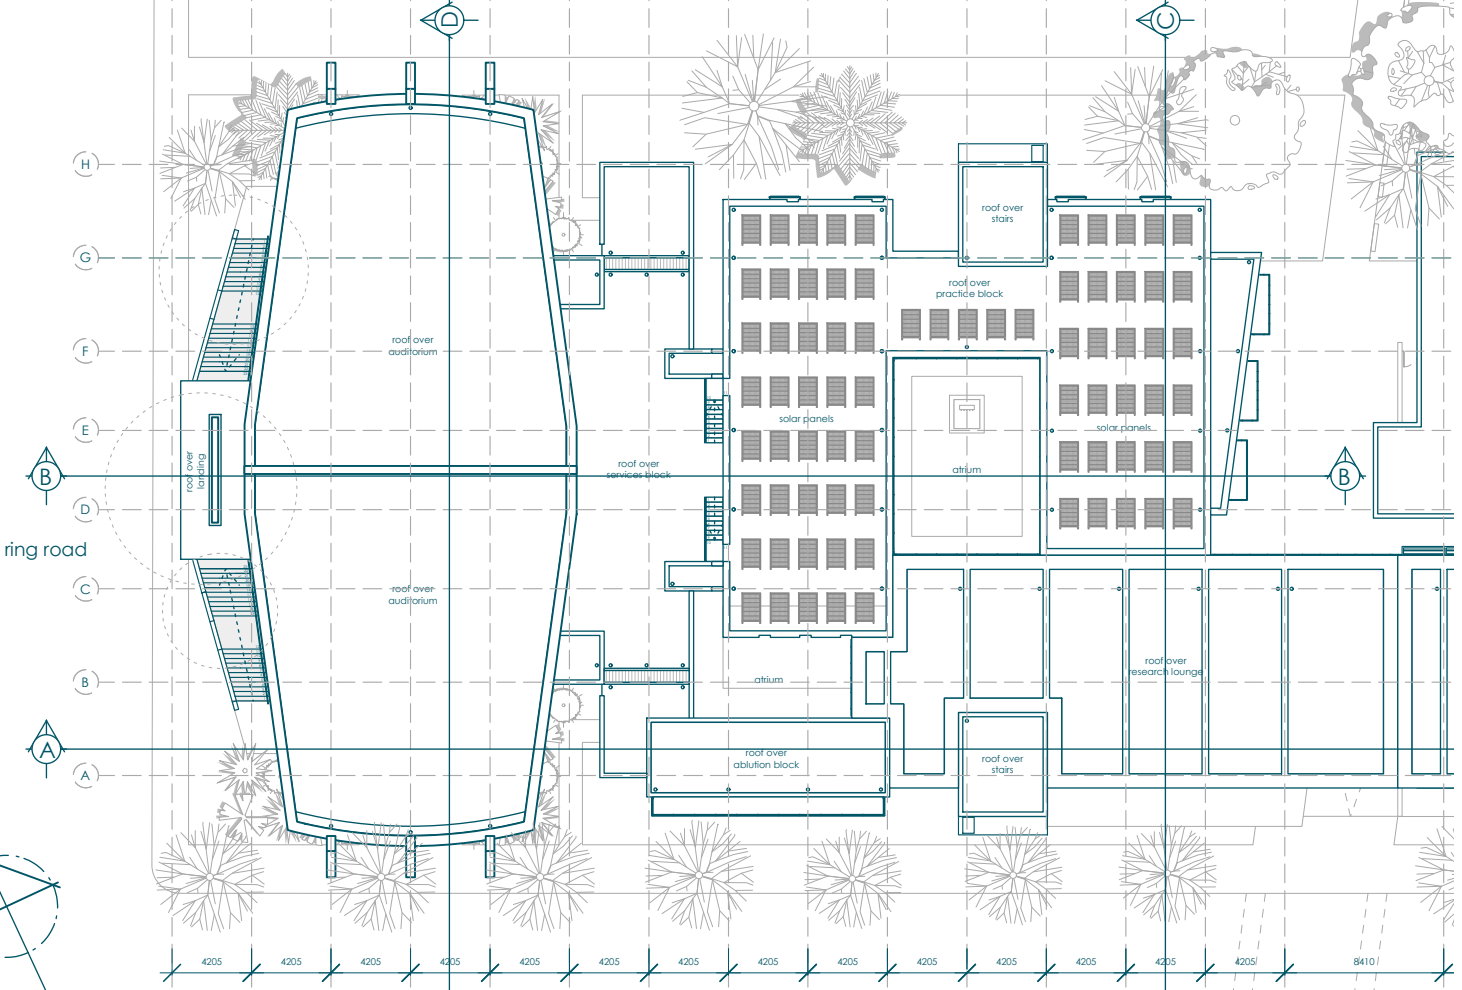 D
C
H
roof over
stairs
G
roof over
practice block
F
roof over
auditorium
solar panels
solar panels
E
roof over
landing
roof over
services block
atrium
B
B
D
ring road
C
roof over
auditorium
B
atrium
roof over
research lounge
A
roof over
ablution block
roof over
stairs
A
4205
4205
4205
4205
4205
4205
4205
4205
4205
4205
4205
4205
4205
4205
8410